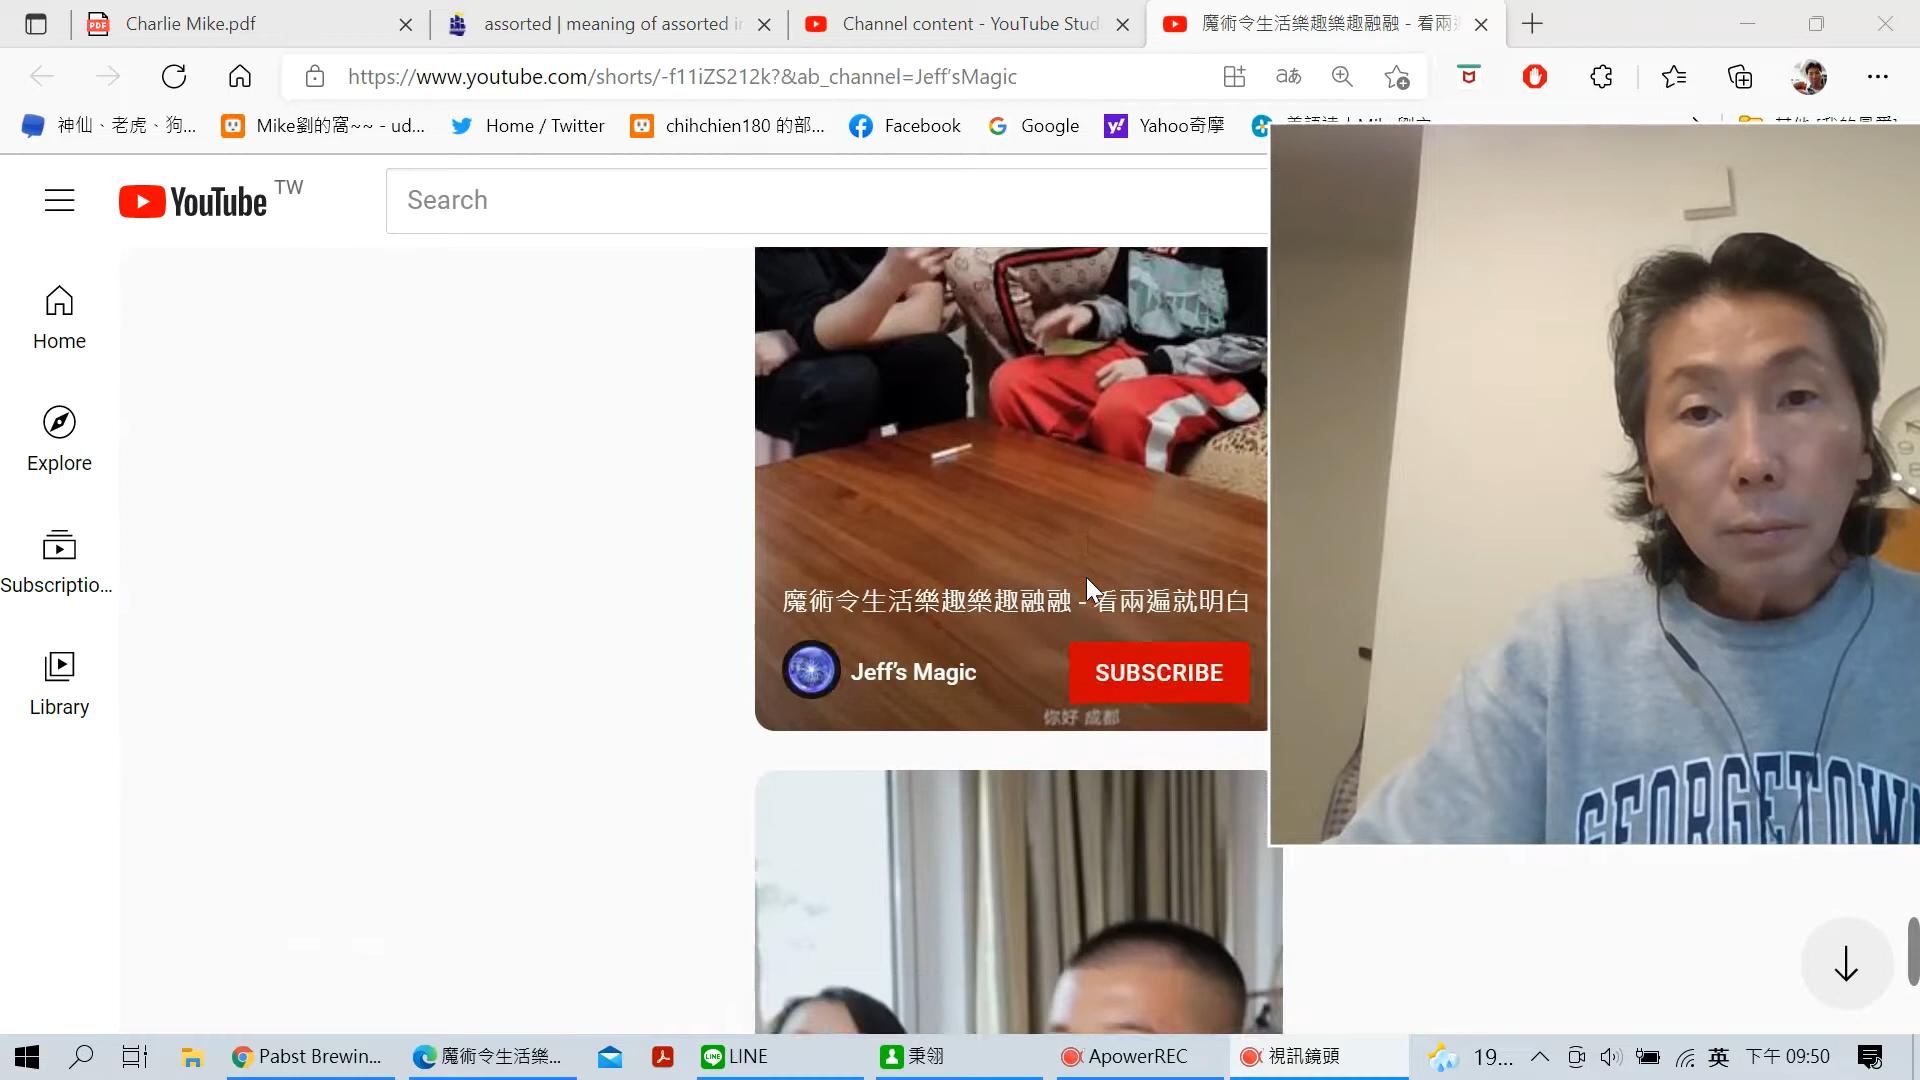 Charlie Mike.pdf
assorted | meaning of assorted i
Channel content - YouTube Stud
魔術令生活樂趣樂趣融融 - 看兩
https://www.youtube.com/shorts/-f11iZS212k?&ab_channel=Jeff'sMagic
神仙、老虎、狗...
Mike劉的窩~~ - ud...
Home / Twitter
chihchien180 的部...
Facebook
Google
Yahoo奇摩
YouTube TW
Search
Home
Explore
Subscriptio...
Library
魔術令生活樂趣樂趣融融 - 看兩遍就明白
Jeff's Magic
SUBSCRIBE
你好 成都
GEORGETOWN
Pabst Brewin...
魔術令生活樂...
LINE
秉翎
ApowerREC
視訊鏡頭
19...
英
下午 09:50